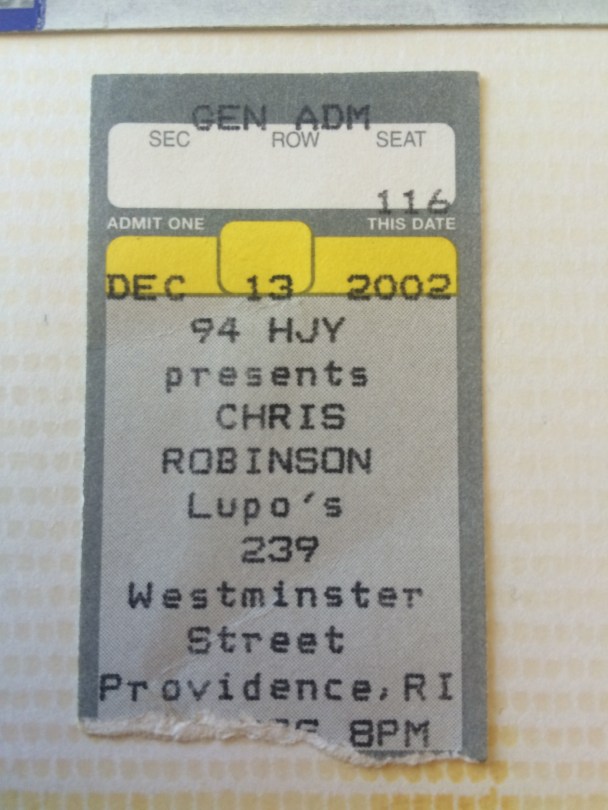 GEN ADM
SEC ROW SEAT
116
ADMIT ONE THIS DATE
DEC 13 2002
94 HJY
presents
CHRIS
ROBINSON
Lupo's
239
Westminster
Street
Providence, RI
8PM